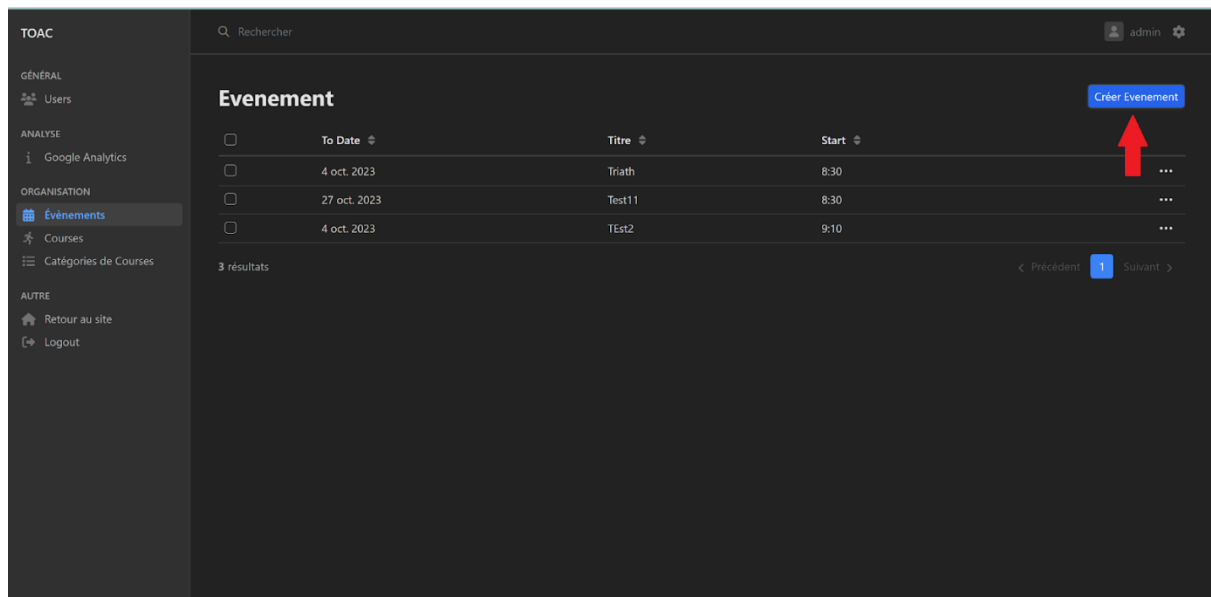 TOAC
Rechercher
admin
GÉNÉRAL
Users
ANALYSE
Google Analytics
ORGANISATION
Évènements
Courses
Catégories de Courses
AUTRE
Retour au site
Logout
Evenement
Créer Evenement
To Date Titre Start
4 oct. 2023 Triath 8:30 ...
27 oct. 2023 Test11 8:30 ...
4 oct. 2023 TEst2 9:10 ...
3 résultats
< Précédent 1 Suivant >